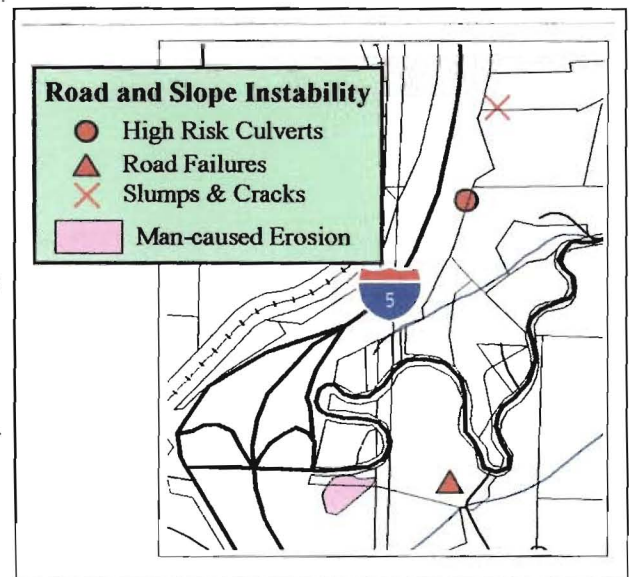 Road and Slope Instability
High Risk Culverts
Road Failures
Slumps & Cracks
Man-caused Erosion
5